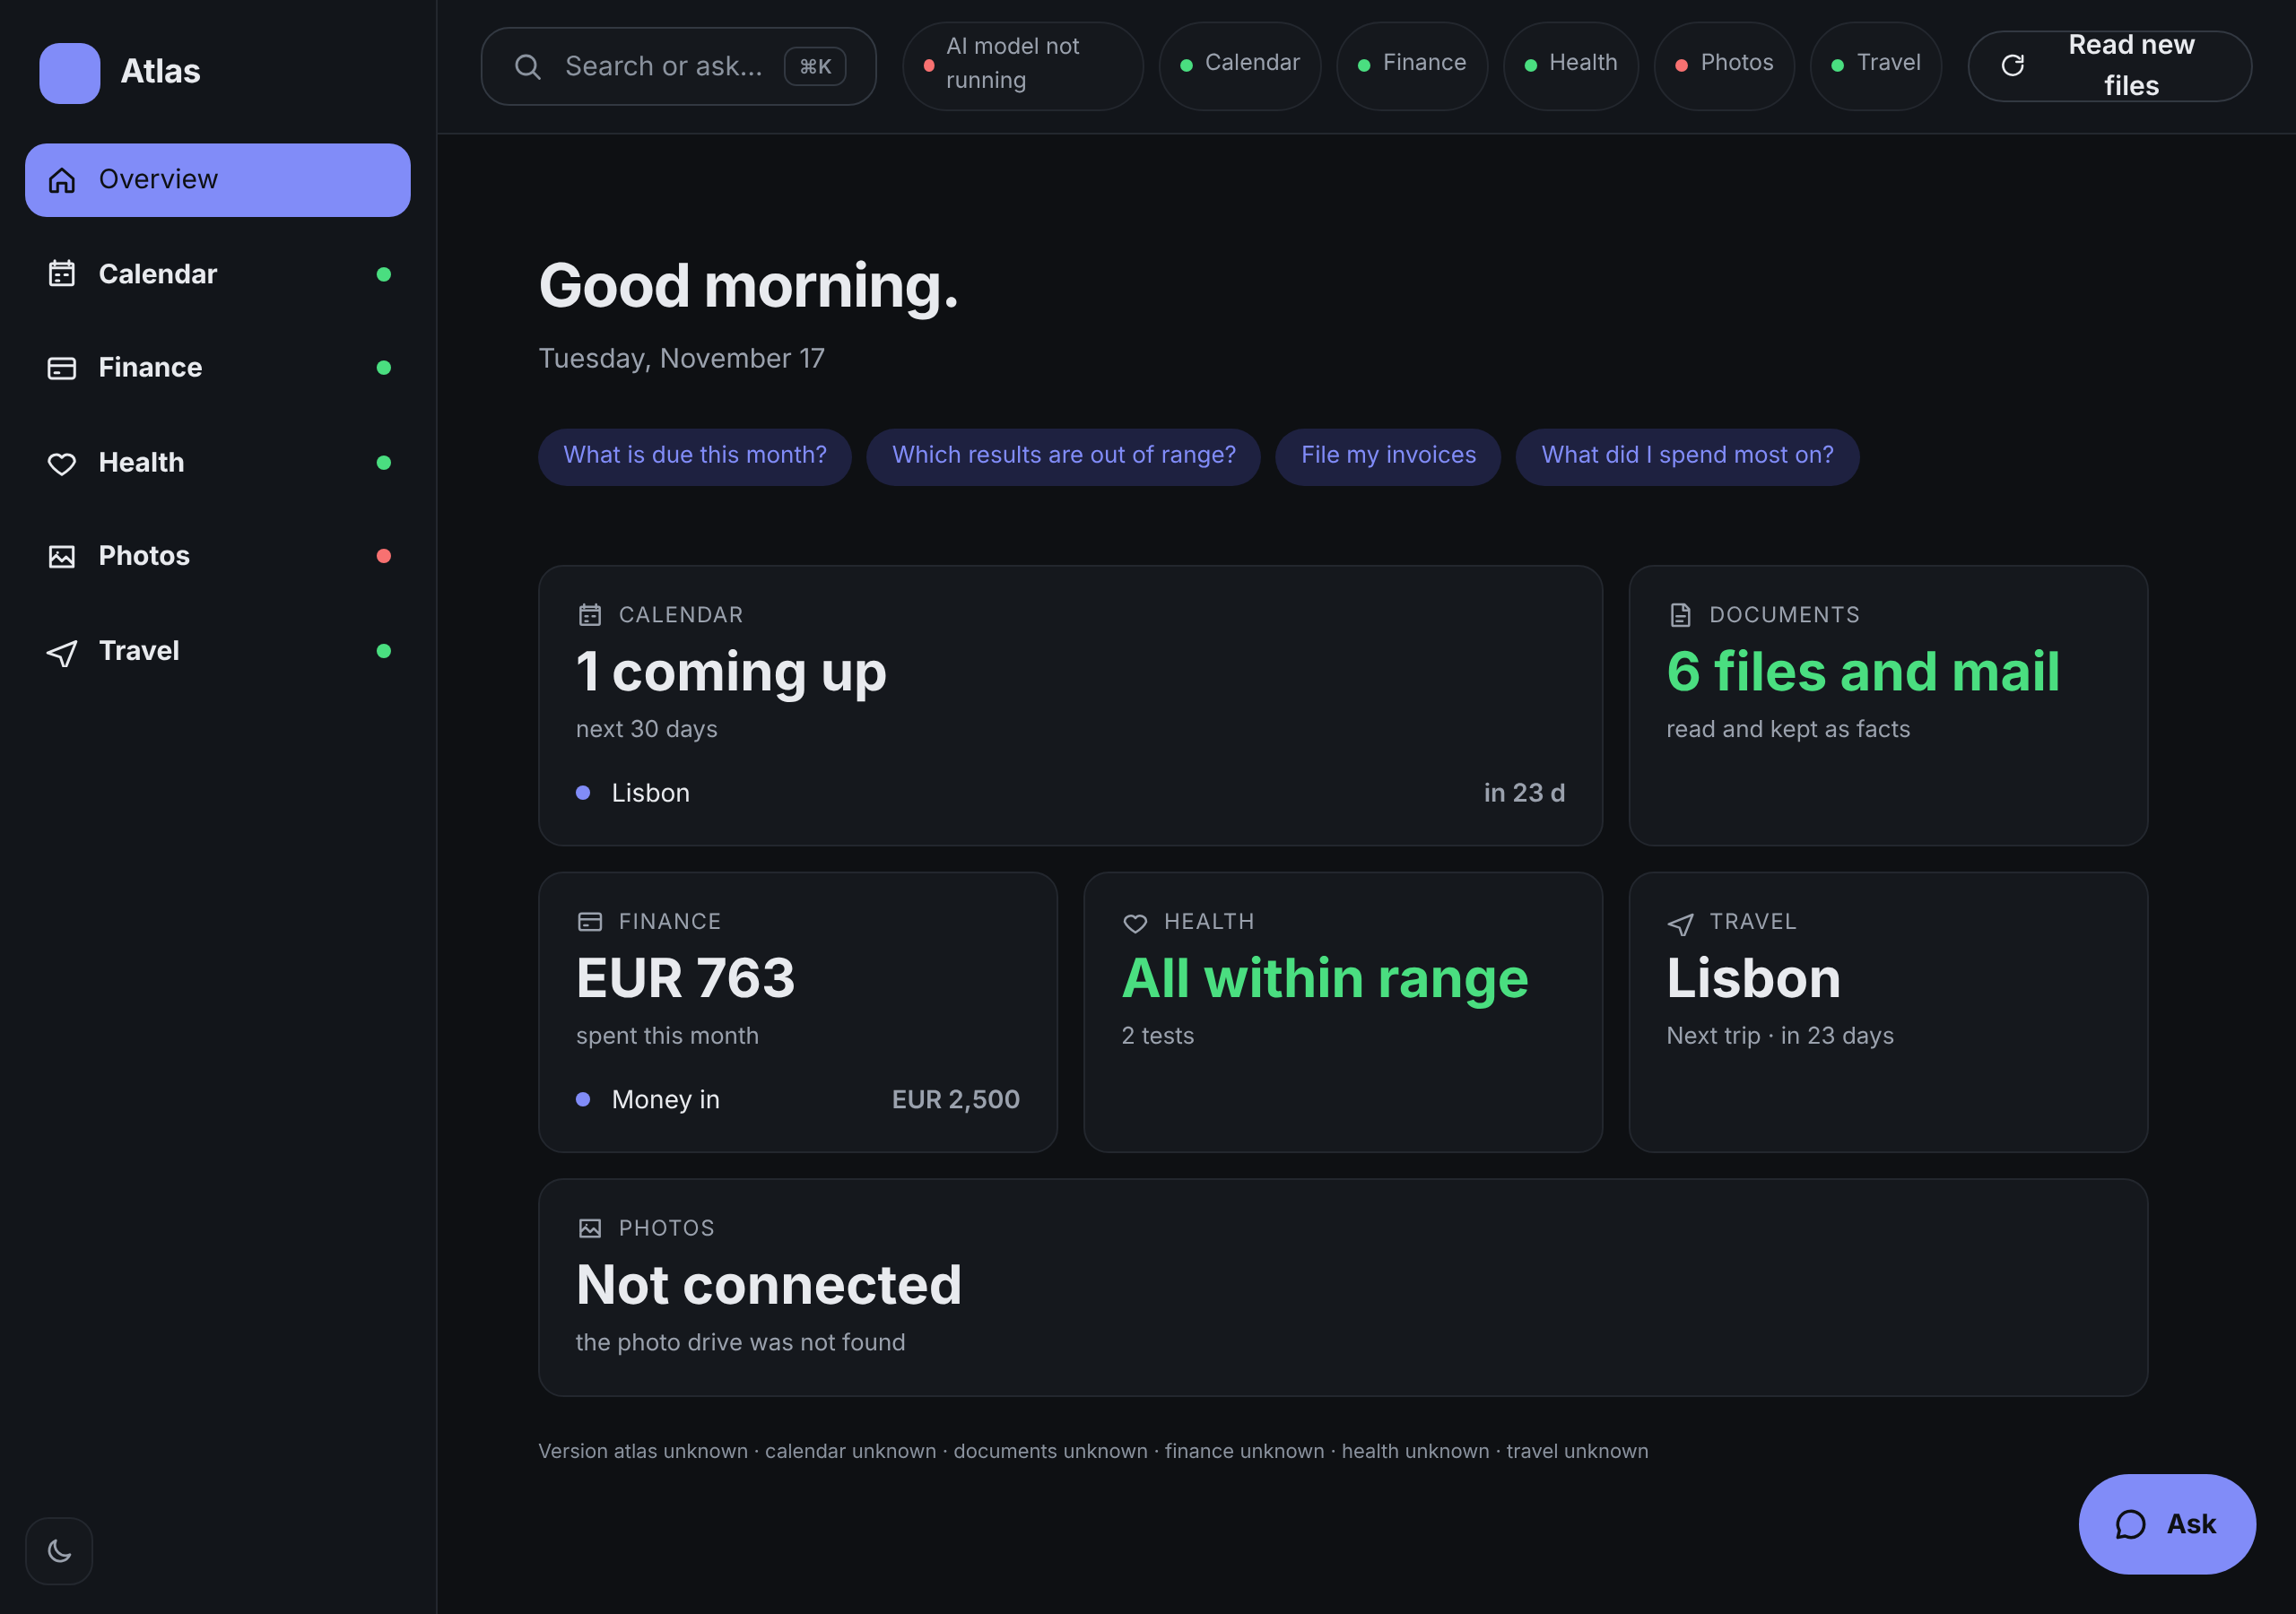 Atlas
Search or ask...
⌘K
AI model not
running
Calendar
Finance
Health
Photos
Travel
Read new
files
Overview
Calendar
Finance
Health
Photos
Travel
Good morning.
Tuesday, November 17
What is due this month?
Which results are out of range?
File my invoices
What did I spend most on?
CALENDAR
1 coming up
next 30 days
Lisbon
in 23 d
DOCUMENTS
6 files and mail
read and kept as facts
FINANCE
EUR 763
spent this month
Money in
EUR 2,500
HEALTH
All within range
2 tests
TRAVEL
Lisbon
Next trip · in 23 days
PHOTOS
Not connected
the photo drive was not found
Version atlas unknown · calendar unknown · documents unknown · finance unknown · health unknown · travel unknown
Ask